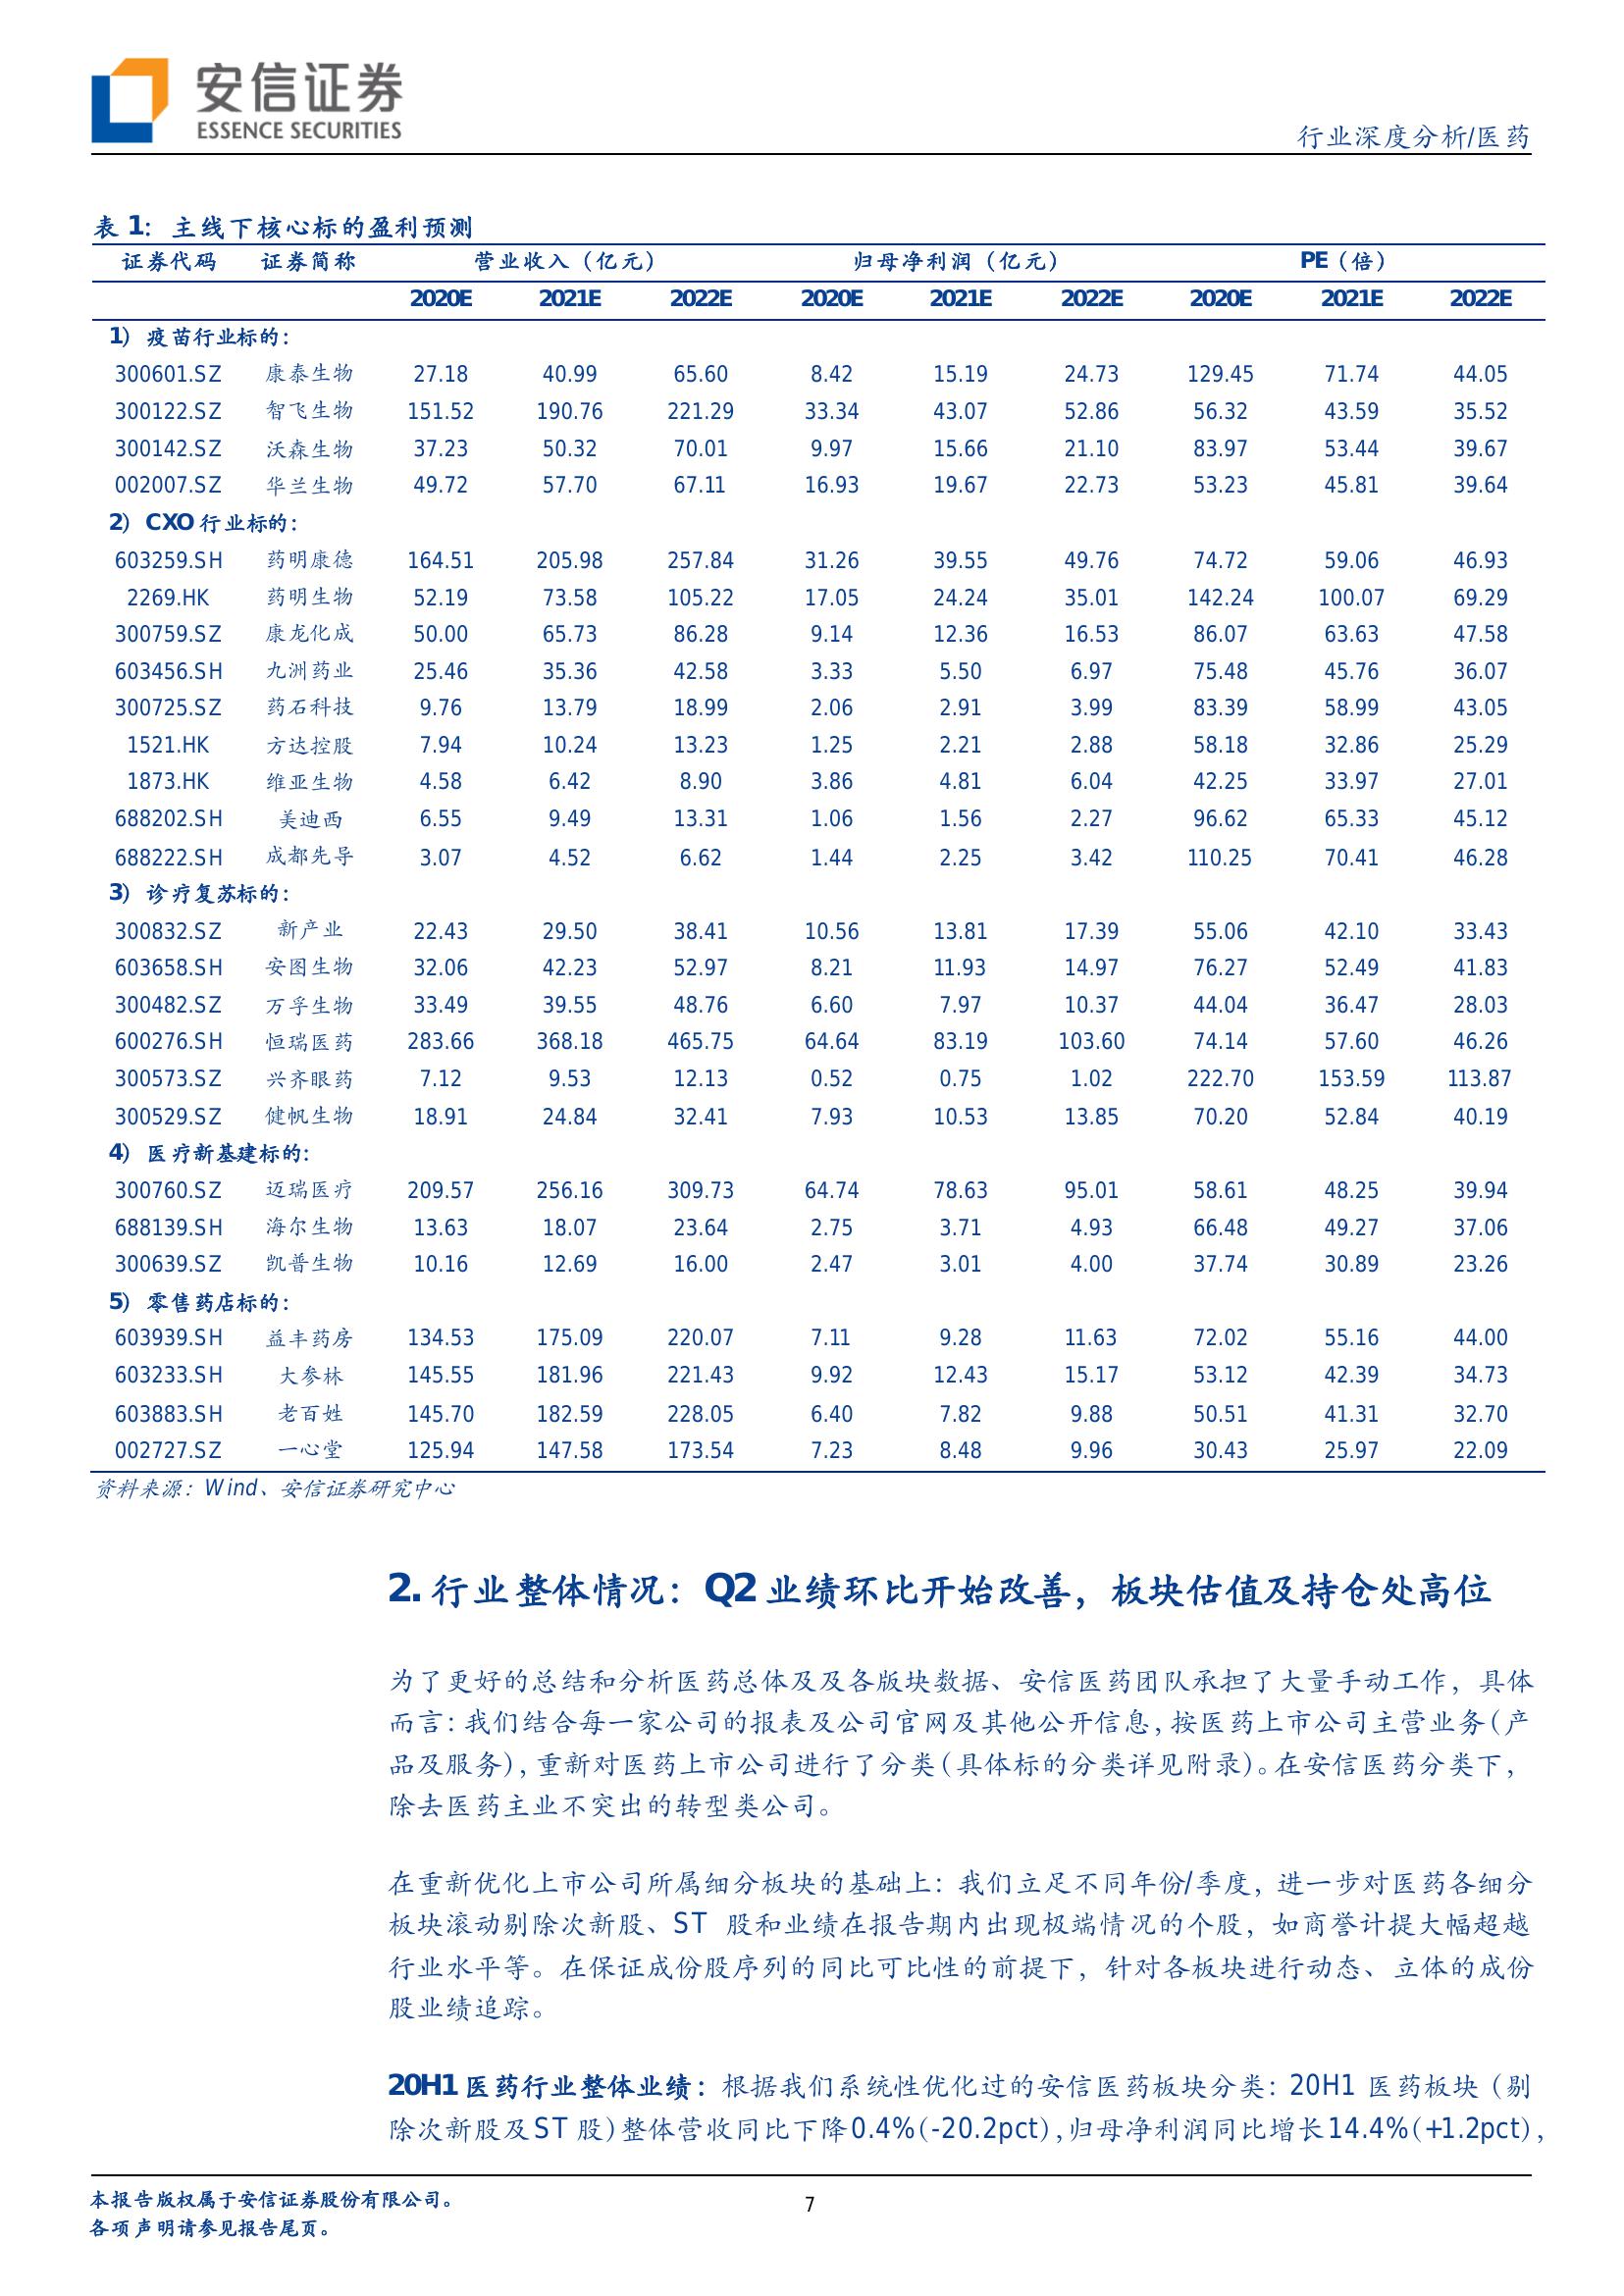 安信证券
ESSENCE SECURITIES
行业深度分析/医药
表 1：主线下核心标的盈利预测
证券代码 证券简称 营业收入（亿元） 归母净利润（亿元） PE（倍）
2020E 2021E 2022E 2020E 2021E 2022E 2020E 2021E 2022E
1）疫苗行业标的：
300601.SZ 康泰生物 27.18 40.99 65.60 8.42 15.19 24.73 129.45 71.74 44.05
300122.SZ 智飞生物 151.52 190.76 221.29 33.34 43.07 52.86 56.32 43.59 35.52
300142.SZ 沃森生物 37.23 50.32 70.01 9.97 15.66 21.10 83.97 53.44 39.67
002007.SZ 华兰生物 49.72 57.70 67.11 16.93 19.67 22.73 53.23 45.81 39.64
2）CXO 行业标的：
603259.SH 药明康德 164.51 205.98 257.84 31.26 39.55 49.76 74.72 59.06 46.93
2269.HK 药明生物 52.19 73.58 105.22 17.05 24.24 35.01 142.24 100.07 69.29
300759.SZ 康龙化成 50.00 65.73 86.28 9.14 12.36 16.53 86.07 63.63 47.58
603456.SH 九洲药业 25.46 35.36 42.58 3.33 5.50 6.97 75.48 45.76 36.07
300725.SZ 药石科技 9.76 13.79 18.99 2.06 2.91 3.99 83.39 58.99 43.05
1521.HK 方达控股 7.94 10.24 13.23 1.25 2.21 2.88 58.18 32.86 25.29
1873.HK 维亚生物 4.58 6.42 8.90 3.86 4.81 6.04 42.25 33.97 27.01
688202.SH 美迪西 6.55 9.49 13.31 1.06 1.56 2.27 96.62 65.33 45.12
688222.SH 成都先导 3.07 4.52 6.62 1.44 2.25 3.42 110.25 70.41 46.28
3）诊疗复苏标的：
300832.SZ 新产业 22.43 29.50 38.41 10.56 13.81 17.39 55.06 42.10 33.43
603658.SH 安图生物 32.06 42.23 52.97 8.21 11.93 14.97 76.27 52.49 41.83
300482.SZ 万孚生物 33.49 39.55 48.76 6.60 7.97 10.37 44.04 36.47 28.03
600276.SH 恒瑞医药 283.66 368.18 465.75 64.64 83.19 103.60 74.14 57.60 46.26
300573.SZ 兴齐眼药 7.12 9.53 12.13 0.52 0.75 1.02 222.70 153.59 113.87
300529.SZ 健帆生物 18.91 24.84 32.41 7.93 10.53 13.85 70.20 52.84 40.19
4）医疗新基建标的：
300760.SZ 迈瑞医疗 209.57 256.16 309.73 64.74 78.63 95.01 58.61 48.25 39.94
688139.SH 海尔生物 13.63 18.07 23.64 2.75 3.71 4.93 66.48 49.27 37.06
300639.SZ 凯普生物 10.16 12.69 16.00 2.47 3.01 4.00 37.74 30.89 23.26
5）零售药店标的：
603939.SH 益丰药房 134.53 175.09 220.07 7.11 9.28 11.63 72.02 55.16 44.00
603233.SH 大参林 145.55 181.96 221.43 9.92 12.43 15.17 53.12 42.39 34.73
603883.SH 老百姓 145.70 182.59 228.05 6.40 7.82 9.88 50.51 41.31 32.70
002727.SZ 一心堂 125.94 147.58 173.54 7.23 8.48 9.96 30.43 25.97 22.09
资料来源：Wind、安信证券研究中心
2. 行业整体情况：Q2 业绩环比开始改善，板块估值及持仓处高位
为了更好的总结和分析医药总体及及各版块数据、安信医药团队承担了大量手动工作，具体
而言：我们结合每一家公司的报表及公司官网及其他公开信息，按医药上市公司主营业务（产
品及服务），重新对医药上市公司进行了分类（具体标的分类详见附录）。在安信医药分类下，
除去医药主业不突出的转型类公司。
在重新优化上市公司所属细分板块的基础上：我们立足不同年份/季度，进一步对医药各细分
板块滚动剔除次新股、ST 股和业绩在报告期内出现极端情况的个股，如商誉计提大幅超越
行业水平等。在保证成份股序列的同比可比性的前提下，针对各板块进行动态、立体的成份
股业绩追踪。
20H1 医药行业整体业绩：根据我们系统性优化过的安信医药板块分类：20H1 医药板块（剔
除次新股及 ST 股）整体营收同比下降 0.4%（-20.2pct），归母净利润同比增长 14.4%（+1.2pct），
本报告版权属于安信证券股份有限公司。
7
各项声明请参见报告尾页。